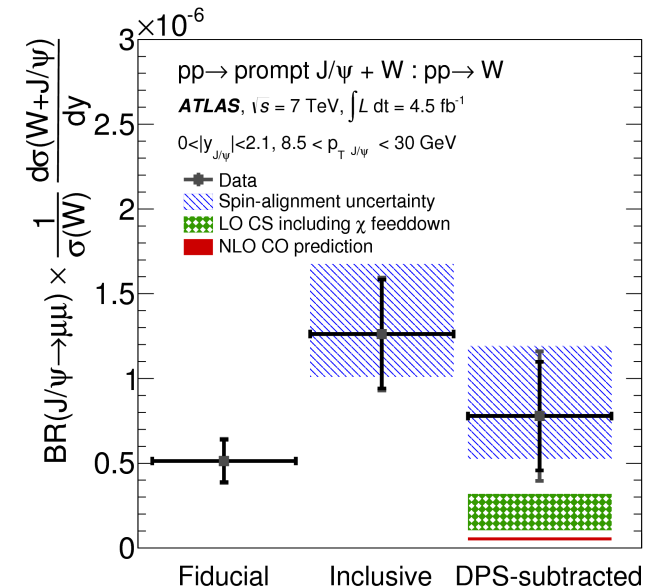 3×10⁻⁶
2.5
2
1.5
1
0.5
0
BR(J/ψ→μμ) × 1/σ(W) dσ(W+J/ψ)/dy
pp→ prompt J/ψ + W : pp→ W
ATLAS, √s = 7 TeV, ∫L dt = 4.5 fb⁻¹
0<|y_J/ψ|<2.1, 8.5 < p_T J/ψ < 30 GeV
Data
Spin-alignment uncertainty
LO CS including χ feeddown
NLO CO prediction
Fiducial Inclusive DPS-subtracted